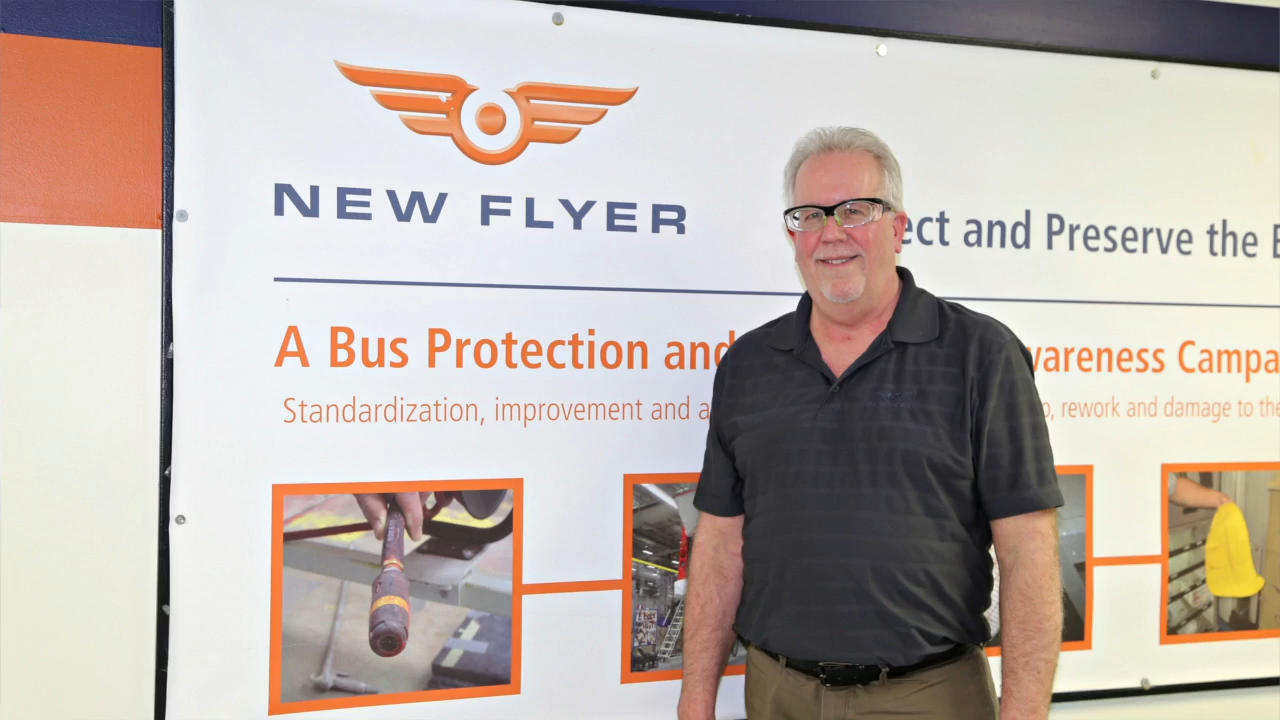 NEW FLYER
ect and Preserve the
A Bus Protection and wareness Campa
Standardization, improvement and a , rework and damage to the